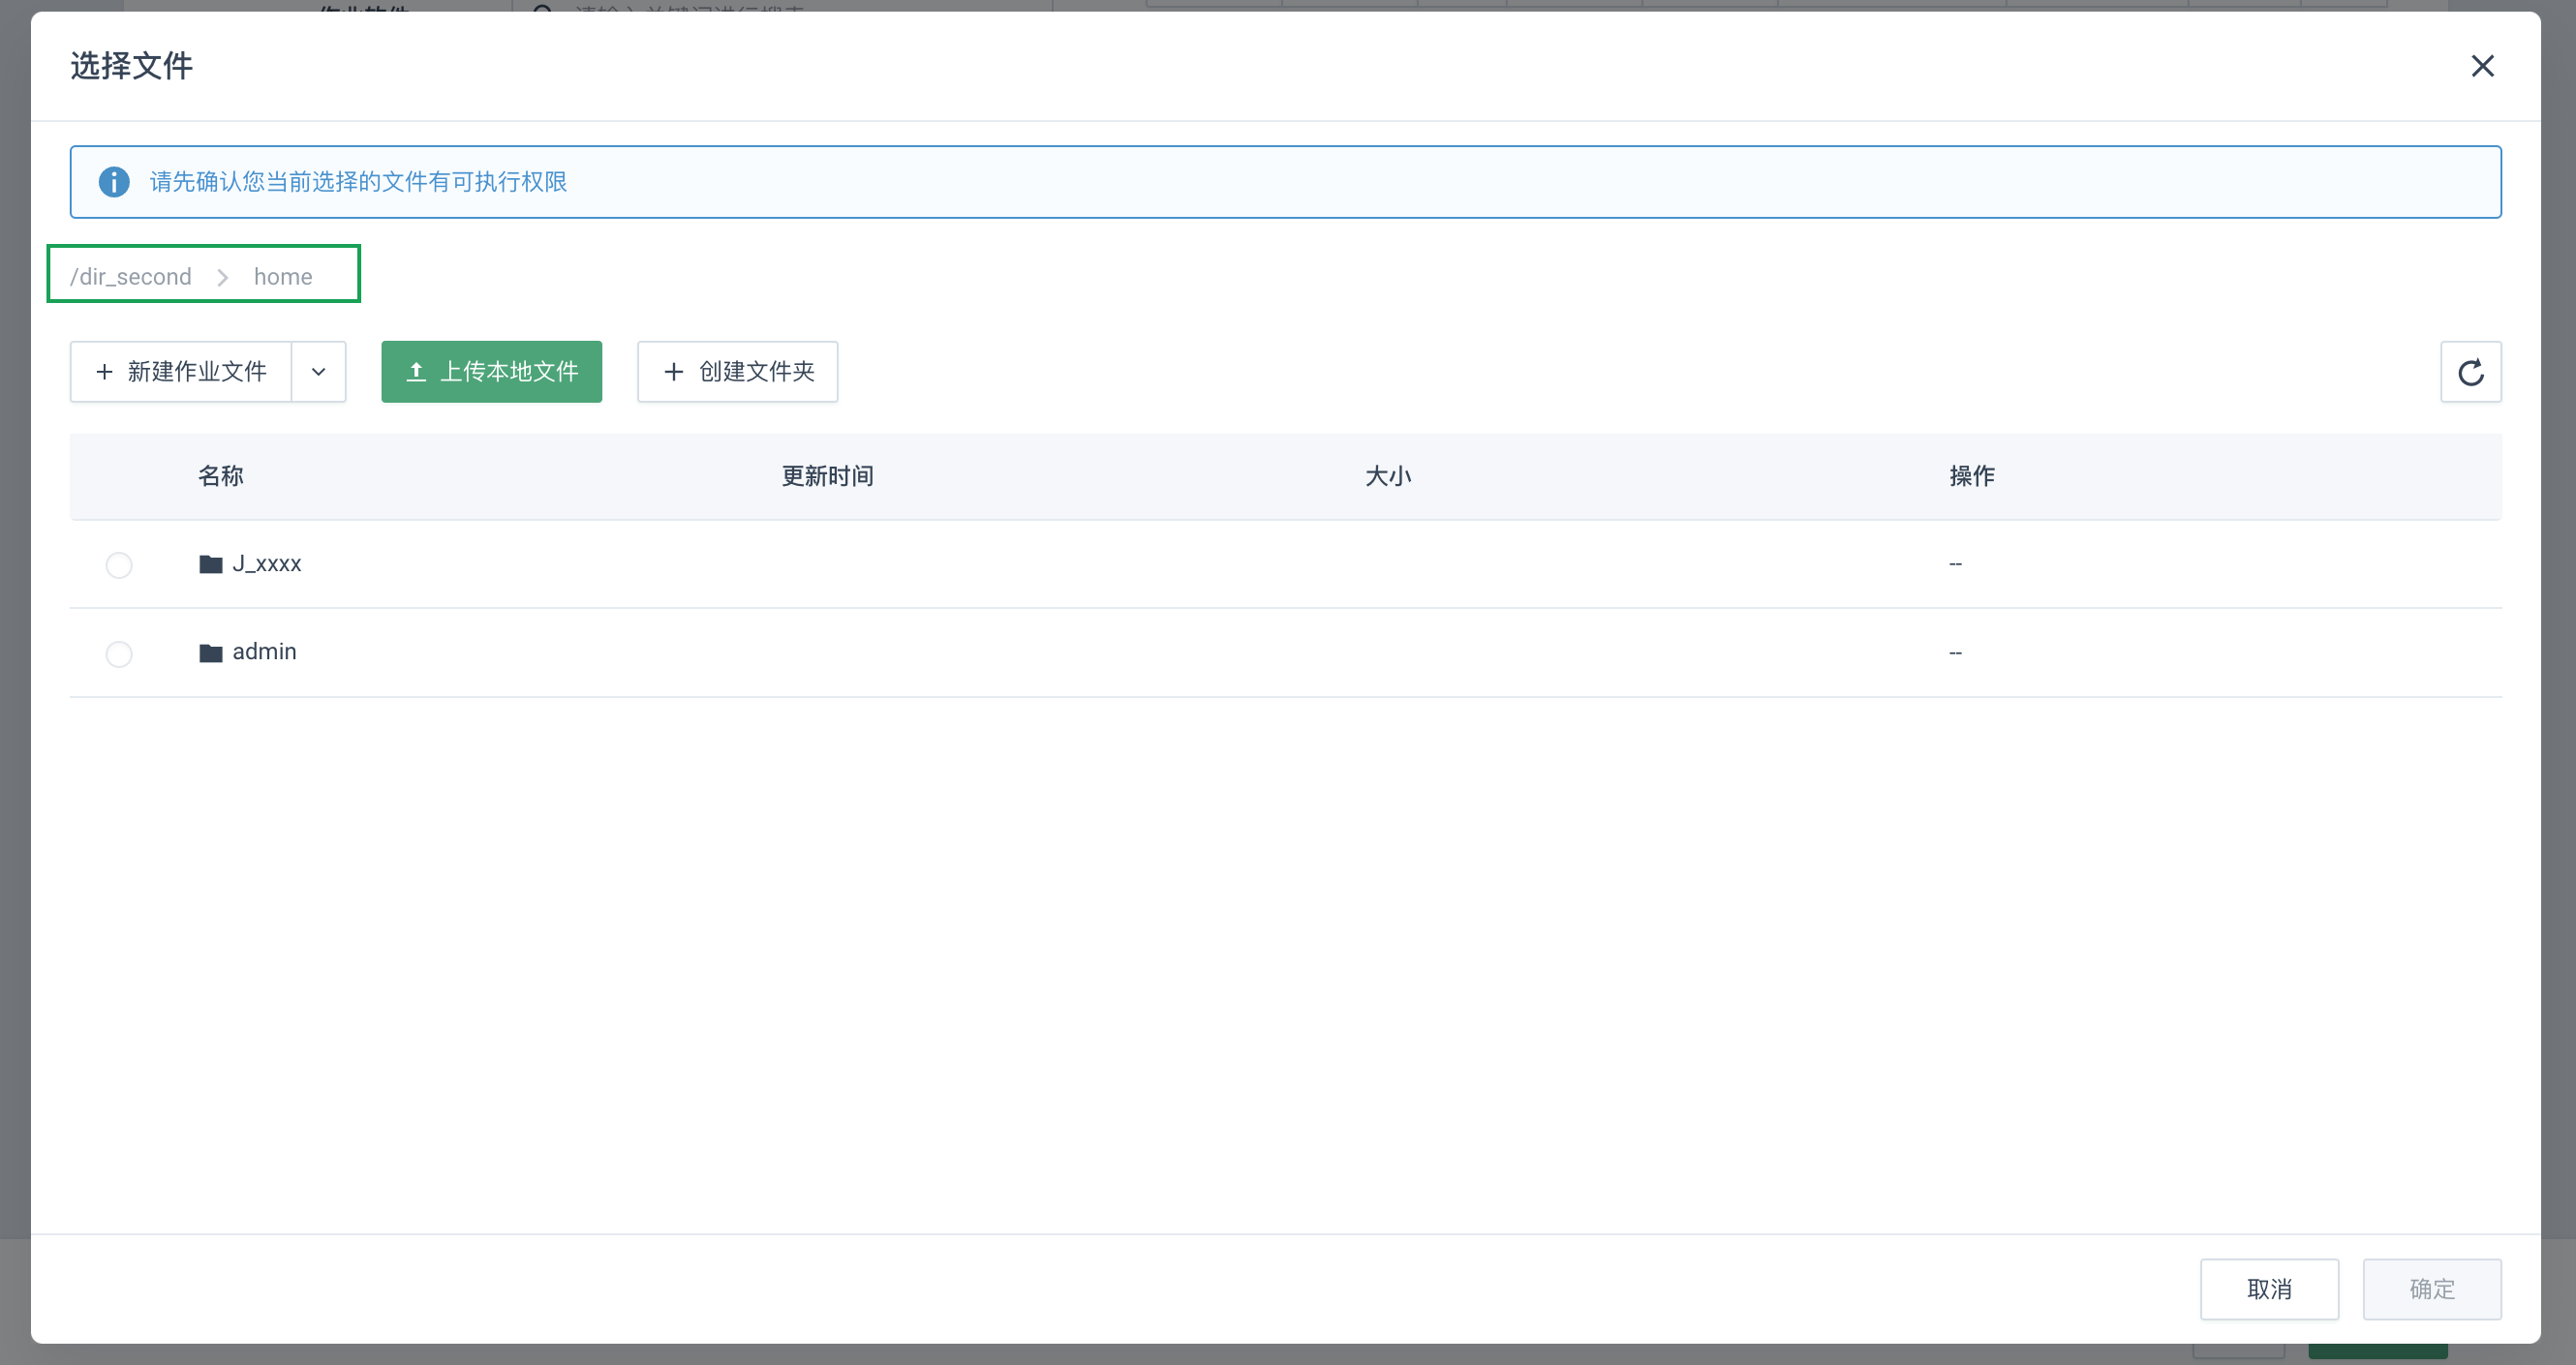 选择文件
请先确认您当前选择的文件有可执行权限
/dir_second > home
+ 新建作业文件 上传本地文件 + 创建文件夹
名称 更新时间 大小 操作
J_xxxx --
admin --
取消 确定